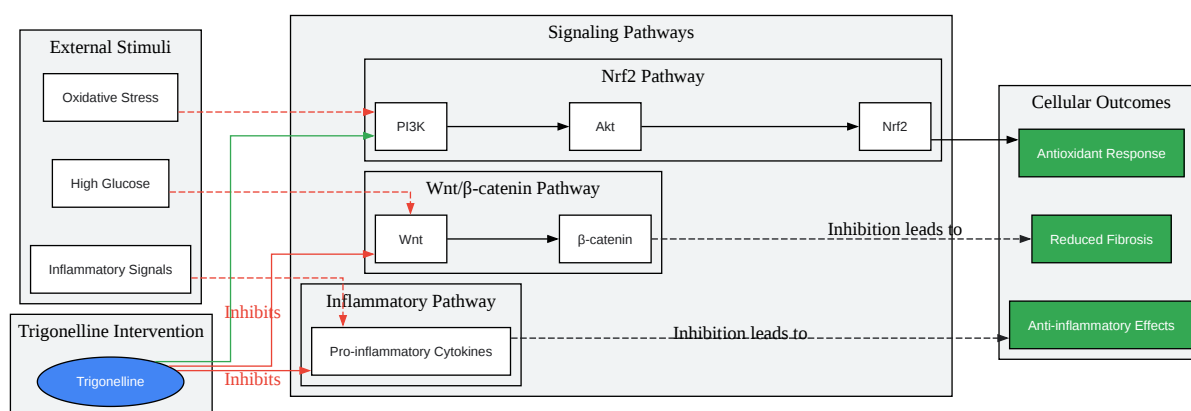 External Stimuli
Oxidative Stress
High Glucose
Inflammatory Signals
Trigonelline Intervention
Trigonelline
Inhibits
Inhibits
Signaling Pathways
Nrf2 Pathway
PI3K
Akt
Nrf2
Wnt/β-catenin Pathway
Wnt
β-catenin
Inhibition leads to
Inflammatory Pathway
Pro-inflammatory Cytokines
Inhibition leads to
Cellular Outcomes
Antioxidant Response
Reduced Fibrosis
Anti-inflammatory Effects